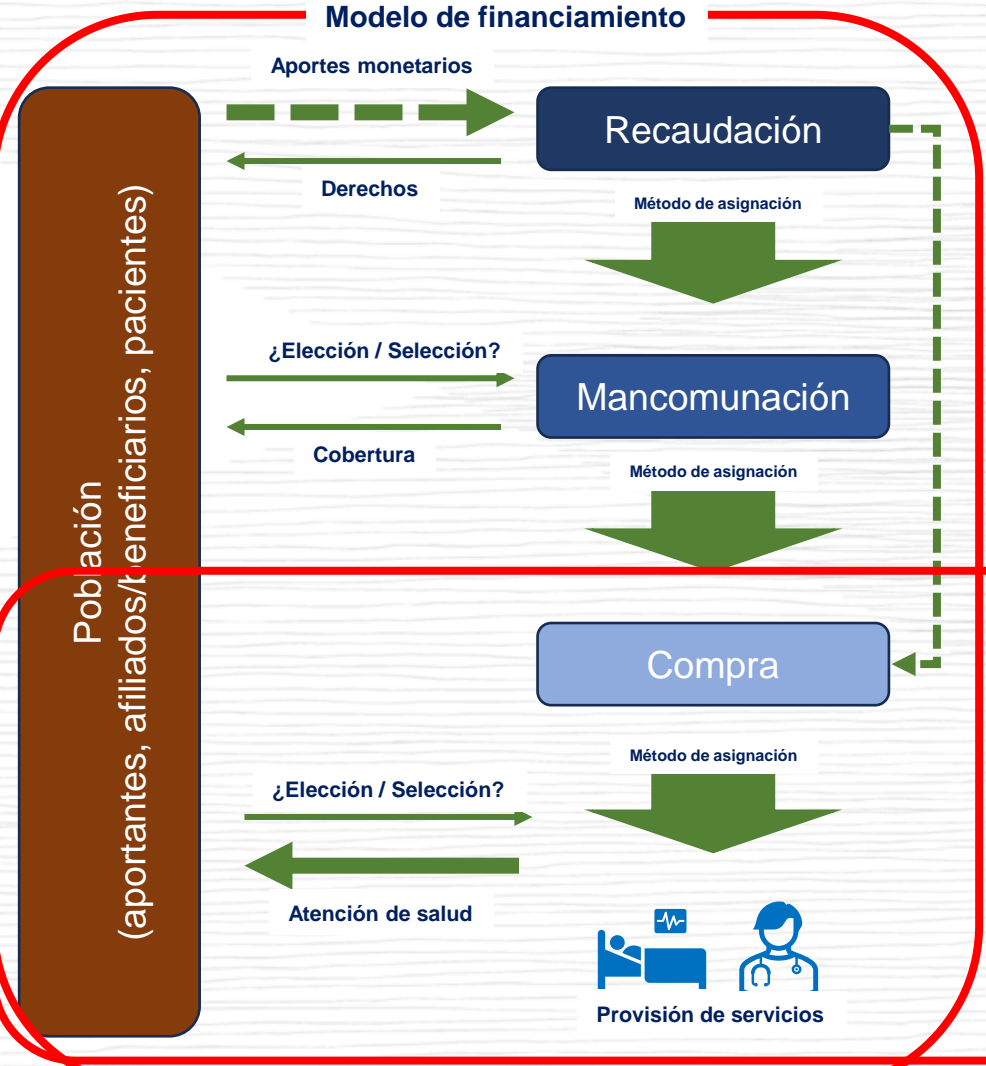 Modelo de financiamiento
Aportes monetarios
Recaudación
Derechos
Método de asignación
Población
(aportantes, afiliados/beneficiarios, pacientes)
¿Elección / Selección?
Mancomunación
Cobertura
Método de asignación
Compra
Método de asignación
¿Elección / Selección?
Atención de salud
Provisión de servicios